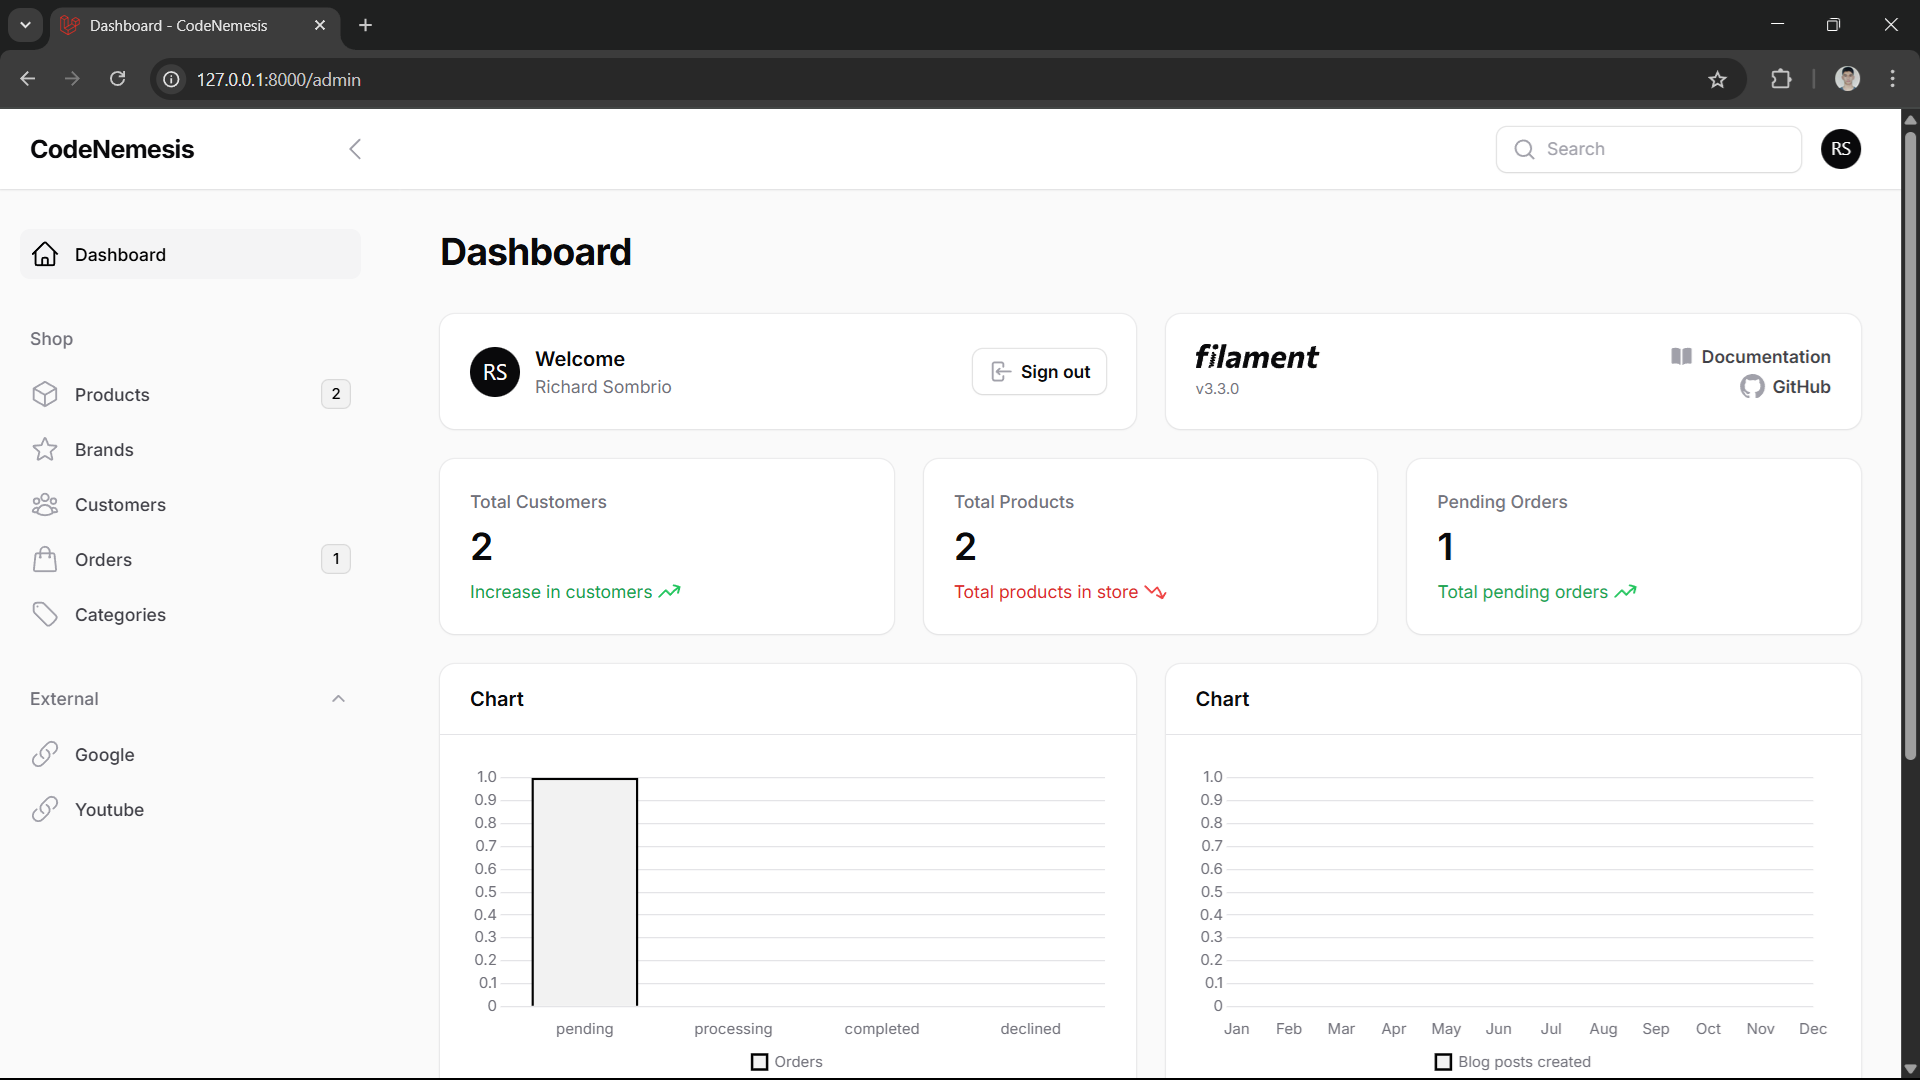 Dashboard - CodeNemesis
127.0.0.1:8000/admin
CodeNemesis
Search
RS
Dashboard
Shop
Products 2
Brands
Customers
Orders 1
Categories
External
Google
Youtube
Dashboard
RS
Welcome
Richard Sombrio
Sign out
filament
v3.3.0
Documentation
GitHub
Total Customers
2
Increase in customers
Total Products
2
Total products in store
Pending Orders
1
Total pending orders
Chart
1.0
0.9
0.8
0.7
0.6
0.5
0.4
0.3
0.2
0.1
0
pending processing completed declined
Orders
Chart
1.0
0.9
0.8
0.7
0.6
0.5
0.4
0.3
0.2
0.1
0
Jan Feb Mar Apr May Jun Jul Aug Sep Oct Nov Dec
Blog posts created